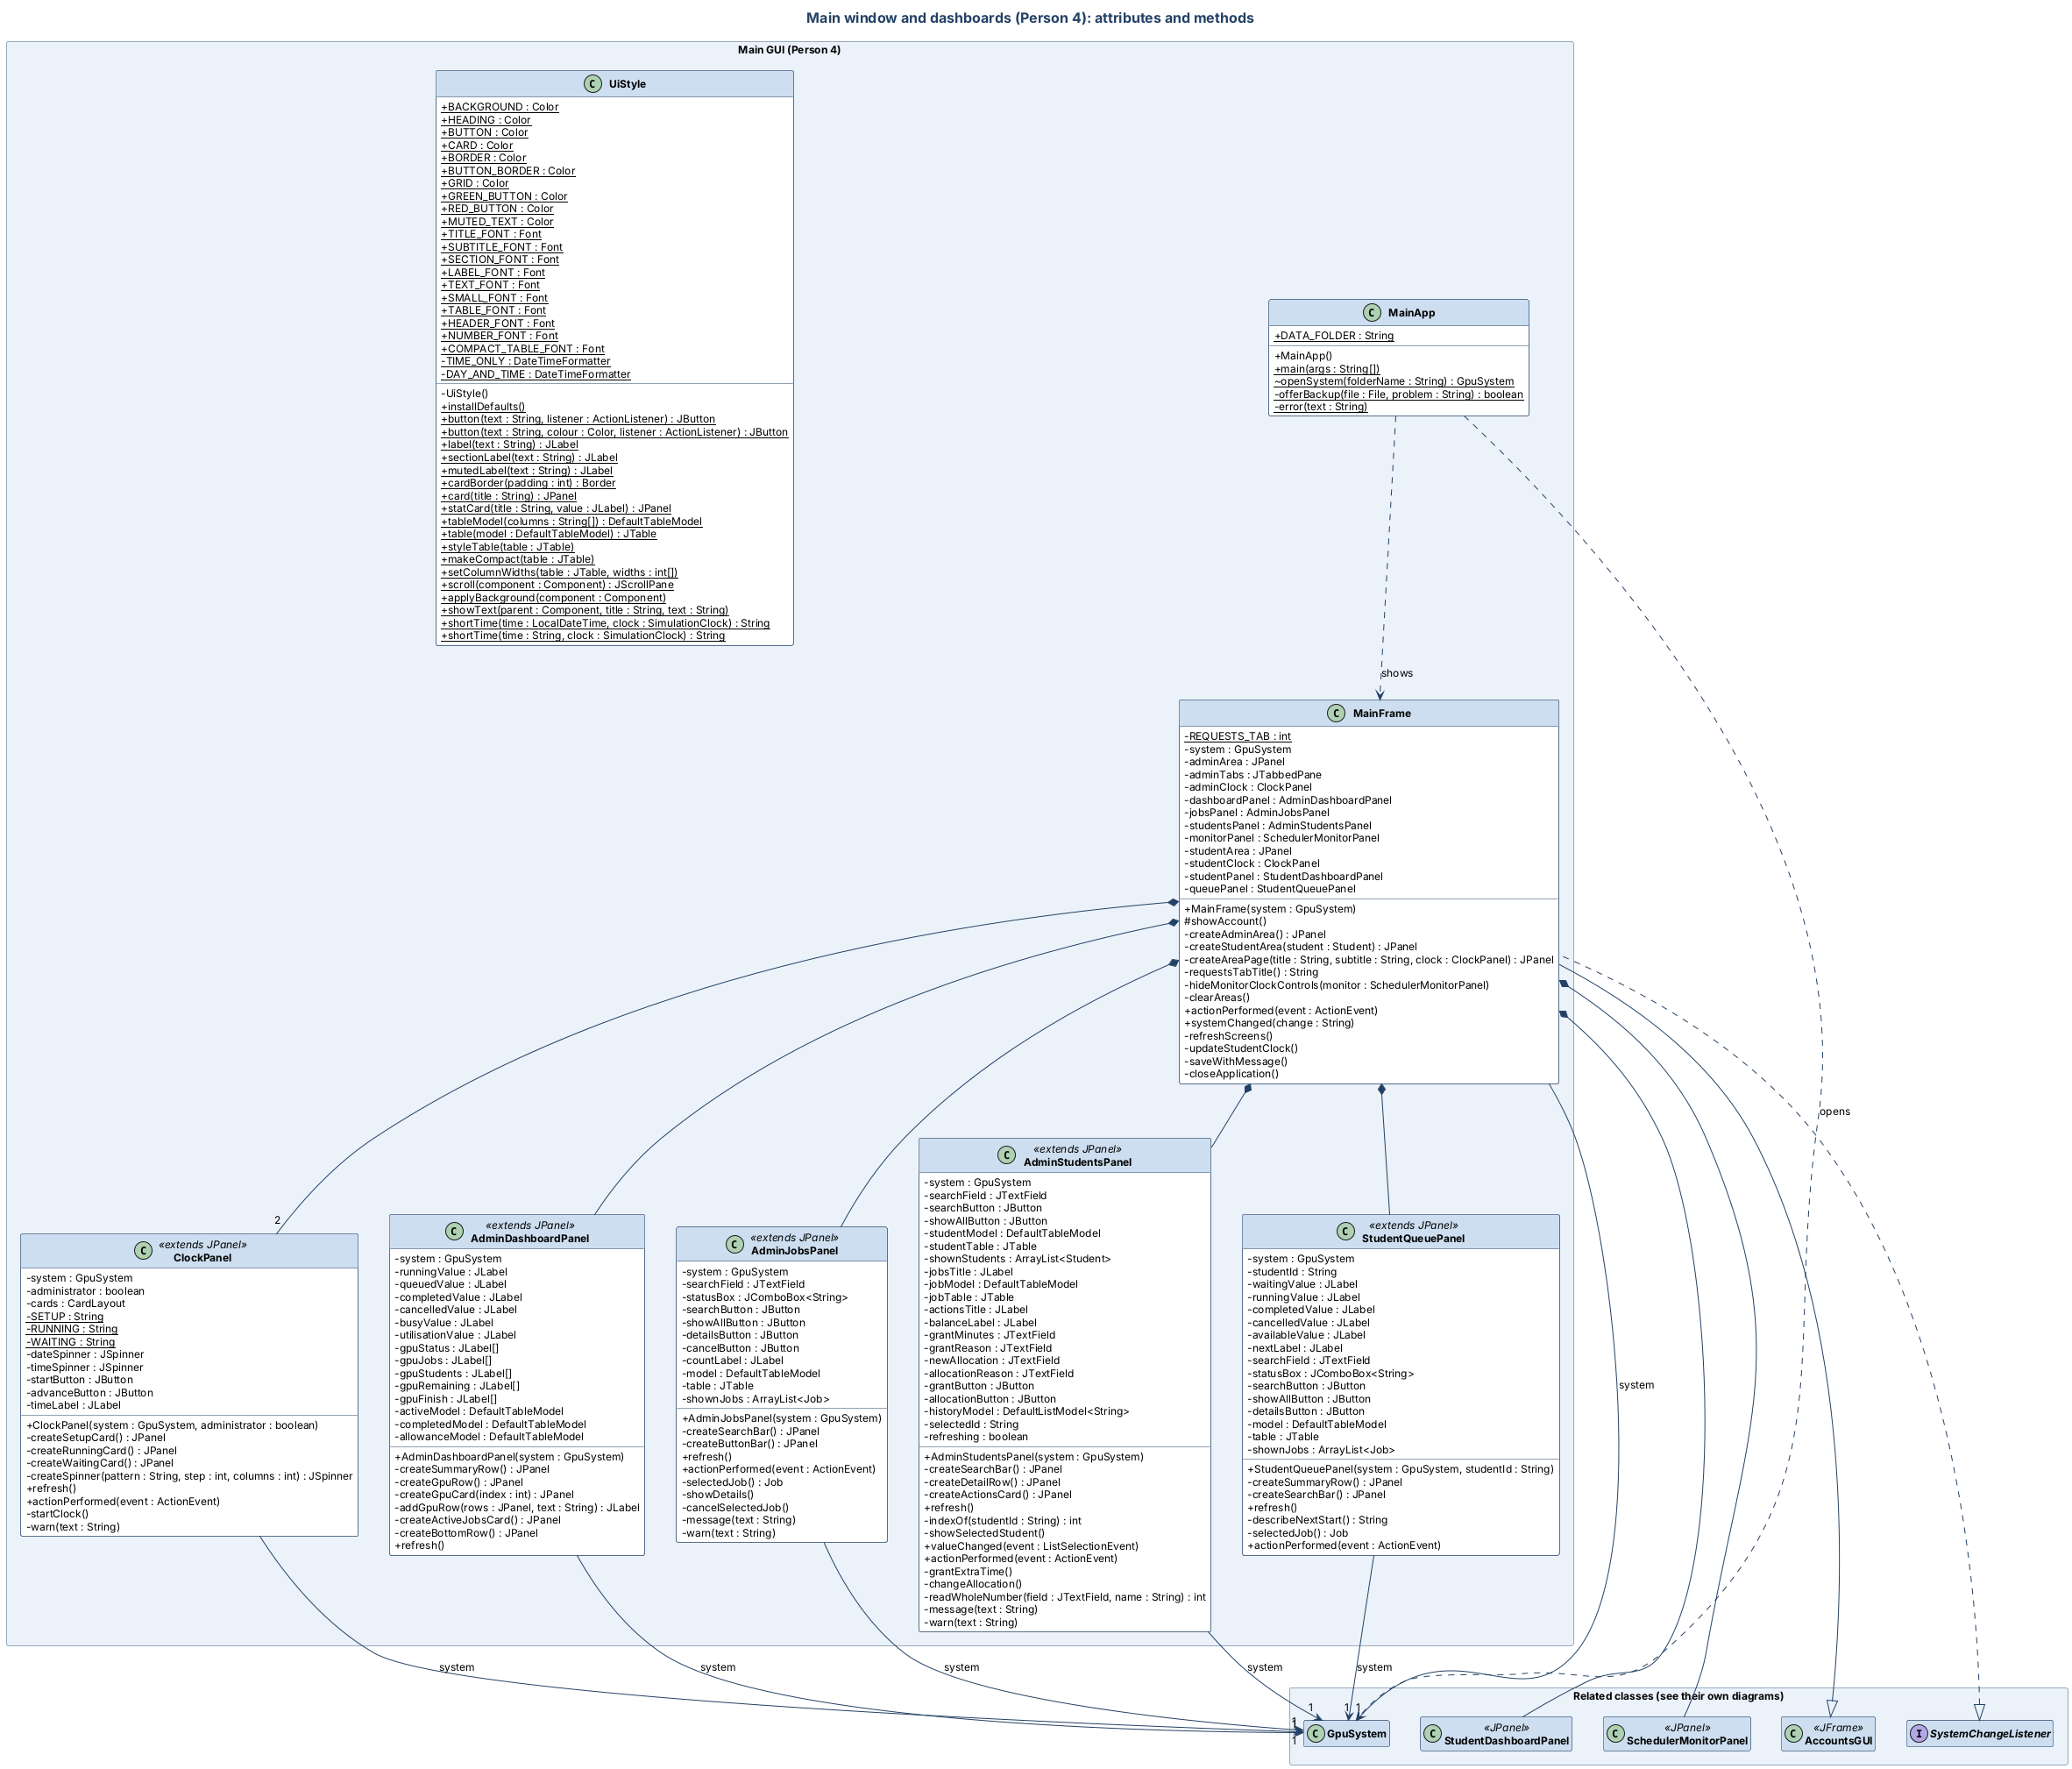 Main window and dashboards (Person 4): attributes and methods
Main GUI (Person 4)
C UiStyle
+BACKGROUND : Color
+HEADING : Color
+BUTTON : Color
+CARD : Color
+BORDER : Color
+BUTTON_BORDER : Color
+GRID : Color
+GREEN_BUTTON : Color
+RED_BUTTON : Color
+MUTED_TEXT : Color
+TITLE_FONT : Font
+SUBTITLE_FONT : Font
+SECTION_FONT : Font
+LABEL_FONT : Font
+TEXT_FONT : Font
+SMALL_FONT : Font
+TABLE_FONT : Font
+HEADER_FONT : Font
+NUMBER_FONT : Font
+COMPACT_TABLE_FONT : Font
-TIME_ONLY : DateTimeFormatter
-DAY_AND_TIME : DateTimeFormatter
-UiStyle()
+installDefaults()
+button(text : String, listener : ActionListener) : JButton
+button(text : String, colour : Color, listener : ActionListener) : JButton
+label(text : String) : JLabel
+sectionLabel(text : String) : JLabel
+mutedLabel(text : String) : JLabel
+cardBorder(padding : int) : Border
+card(title : String) : JPanel
+statCard(title : String, value : JLabel) : JPanel
+tableModel(columns : String[]) : DefaultTableModel
+table(model : DefaultTableModel) : JTable
+styleTable(table : JTable)
+makeCompact(table : JTable)
+setColumnWidths(table : JTable, widths : int[])
+scroll(component : Component) : JScrollPane
+applyBackground(component : Component)
+showText(parent : Component, title : String, text : String)
+shortTime(time : LocalDateTime, clock : SimulationClock) : String
+shortTime(time : String, clock : SimulationClock) : String
C MainApp
+DATA_FOLDER : String
+MainApp()
+main(args : String[])
~openSystem(folderName : String) : GpuSystem
-offerBackup(file : File, problem : String) : boolean
-error(text : String)
shows
C MainFrame
-REQUESTS_TAB : int
-system : GpuSystem
-adminArea : JPanel
-adminTabs : JTabbedPane
-adminClock : ClockPanel
-dashboardPanel : AdminDashboardPanel
-jobsPanel : AdminJobsPanel
-studentsPanel : AdminStudentsPanel
-monitorPanel : SchedulerMonitorPanel
-studentArea : JPanel
-studentClock : ClockPanel
-studentPanel : StudentDashboardPanel
-queuePanel : StudentQueuePanel
+MainFrame(system : GpuSystem)
#showAccount()
-createAdminArea() : JPanel
-createStudentArea(student : Student) : JPanel
-createAreaPage(title : String, subtitle : String, clock : ClockPanel) : JPanel
-requestsTabTitle() : String
-hideMonitorClockControls(monitor : SchedulerMonitorPanel)
-clearAreas()
+actionPerformed(event : ActionEvent)
+systemChanged(change : String)
-refreshScreens()
-updateStudentClock()
-saveWithMessage()
-closeApplication()
opens
2
C «extends JPanel»
ClockPanel
-system : GpuSystem
-administrator : boolean
-cards : CardLayout
-SETUP : String
-RUNNING : String
-WAITING : String
-dateSpinner : JSpinner
-timeSpinner : JSpinner
-startButton : JButton
-advanceButton : JButton
-timeLabel : JLabel
+ClockPanel(system : GpuSystem, administrator : boolean)
-createSetupCard() : JPanel
-createRunningCard() : JPanel
-createWaitingCard() : JPanel
-createSpinner(pattern : String, step : int, columns : int) : JSpinner
+refresh()
+actionPerformed(event : ActionEvent)
-startClock()
-warn(text : String)
C «extends JPanel»
AdminDashboardPanel
-system : GpuSystem
-runningValue : JLabel
-queuedValue : JLabel
-completedValue : JLabel
-cancelledValue : JLabel
-busyValue : JLabel
-utilisationValue : JLabel
-gpuStatus : JLabel[]
-gpuJobs : JLabel[]
-gpuStudents : JLabel[]
-gpuRemaining : JLabel[]
-gpuFinish : JLabel[]
-activeModel : DefaultTableModel
-completedModel : DefaultTableModel
-allowanceModel : DefaultTableModel
+AdminDashboardPanel(system : GpuSystem)
-createSummaryRow() : JPanel
-createGpuRow() : JPanel
-createGpuCard(index : int) : JPanel
-addGpuRow(rows : JPanel, text : String) : JLabel
-createActiveJobsCard() : JPanel
-createBottomRow() : JPanel
+refresh()
C «extends JPanel»
AdminJobsPanel
-system : GpuSystem
-searchField : JTextField
-statusBox : JComboBox<String>
-searchButton : JButton
-showAllButton : JButton
-detailsButton : JButton
-cancelButton : JButton
-countLabel : JLabel
-model : DefaultTableModel
-table : JTable
-shownJobs : ArrayList<Job>
+AdminJobsPanel(system : GpuSystem)
-createSearchBar() : JPanel
-createButtonBar() : JPanel
+refresh()
+actionPerformed(event : ActionEvent)
-selectedJob() : Job
-showDetails()
-cancelSelectedJob()
-message(text : String)
-warn(text : String)
C «extends JPanel»
AdminStudentsPanel
-system : GpuSystem
-searchField : JTextField
-searchButton : JButton
-showAllButton : JButton
-studentModel : DefaultTableModel
-studentTable : JTable
-shownStudents : ArrayList<Student>
-jobsTitle : JLabel
-jobModel : DefaultTableModel
-jobTable : JTable
-actionsTitle : JLabel
-balanceLabel : JLabel
-grantMinutes : JTextField
-grantReason : JTextField
-newAllocation : JTextField
-allocationReason : JTextField
-grantButton : JButton
-allocationButton : JButton
-historyModel : DefaultListModel<String>
-selectedId : String
-refreshing : boolean
+AdminStudentsPanel(system : GpuSystem)
-createSearchBar() : JPanel
-createDetailRow() : JPanel
-createActionsCard() : JPanel
+refresh()
-indexOf(studentId : String) : int
-showSelectedStudent()
+valueChanged(event : ListSelectionEvent)
+actionPerformed(event : ActionEvent)
-grantExtraTime()
-changeAllocation()
-readWholeNumber(field : JTextField, name : String) : int
-message(text : String)
-warn(text : String)
C «extends JPanel»
StudentQueuePanel
-system : GpuSystem
-studentId : String
-waitingValue : JLabel
-runningValue : JLabel
-completedValue : JLabel
-cancelledValue : JLabel
-availableValue : JLabel
-nextLabel : JLabel
-searchField : JTextField
-statusBox : JComboBox<String>
-searchButton : JButton
-showAllButton : JButton
-detailsButton : JButton
-model : DefaultTableModel
-table : JTable
-shownJobs : ArrayList<Job>
+StudentQueuePanel(system : GpuSystem, studentId : String)
-createSummaryRow() : JPanel
-createSearchBar() : JPanel
+refresh()
-describeNextStart() : String
-selectedJob() : Job
+actionPerformed(event : ActionEvent)
system
system
system
system
system
system
Related classes (see their own diagrams)
1
1
1
1
1
C GpuSystem
C «JPanel»
StudentDashboardPanel
C «JPanel»
SchedulerMonitorPanel
C «JFrame»
AccountsGUI
I SystemChangeListener